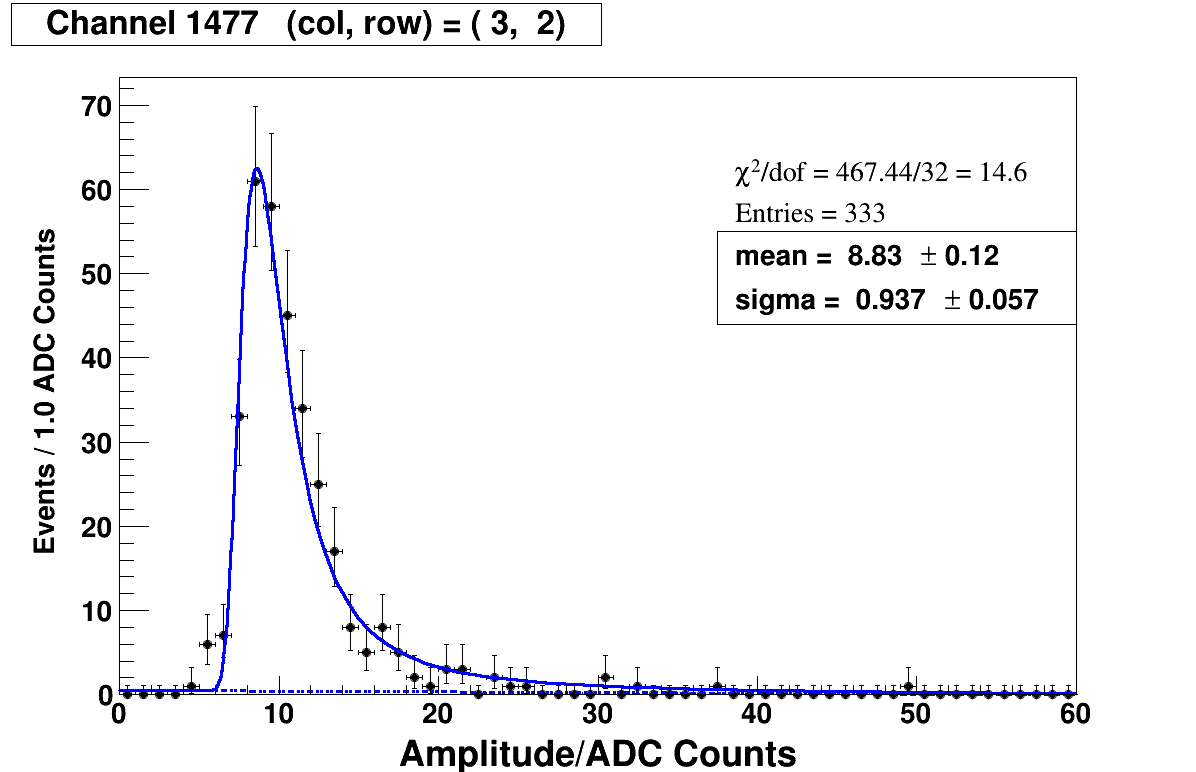 Channel 1477 (col, row) = ( 3, 2)
70
60
50
40
30
20
10
0
Events / 1.0 ADC Counts
χ²/dof = 467.44/32 = 14.6
Entries = 333
mean = 8.83 ± 0.12
sigma = 0.937 ± 0.057
0 10 20 30 40 50 60
Amplitude/ADC Counts